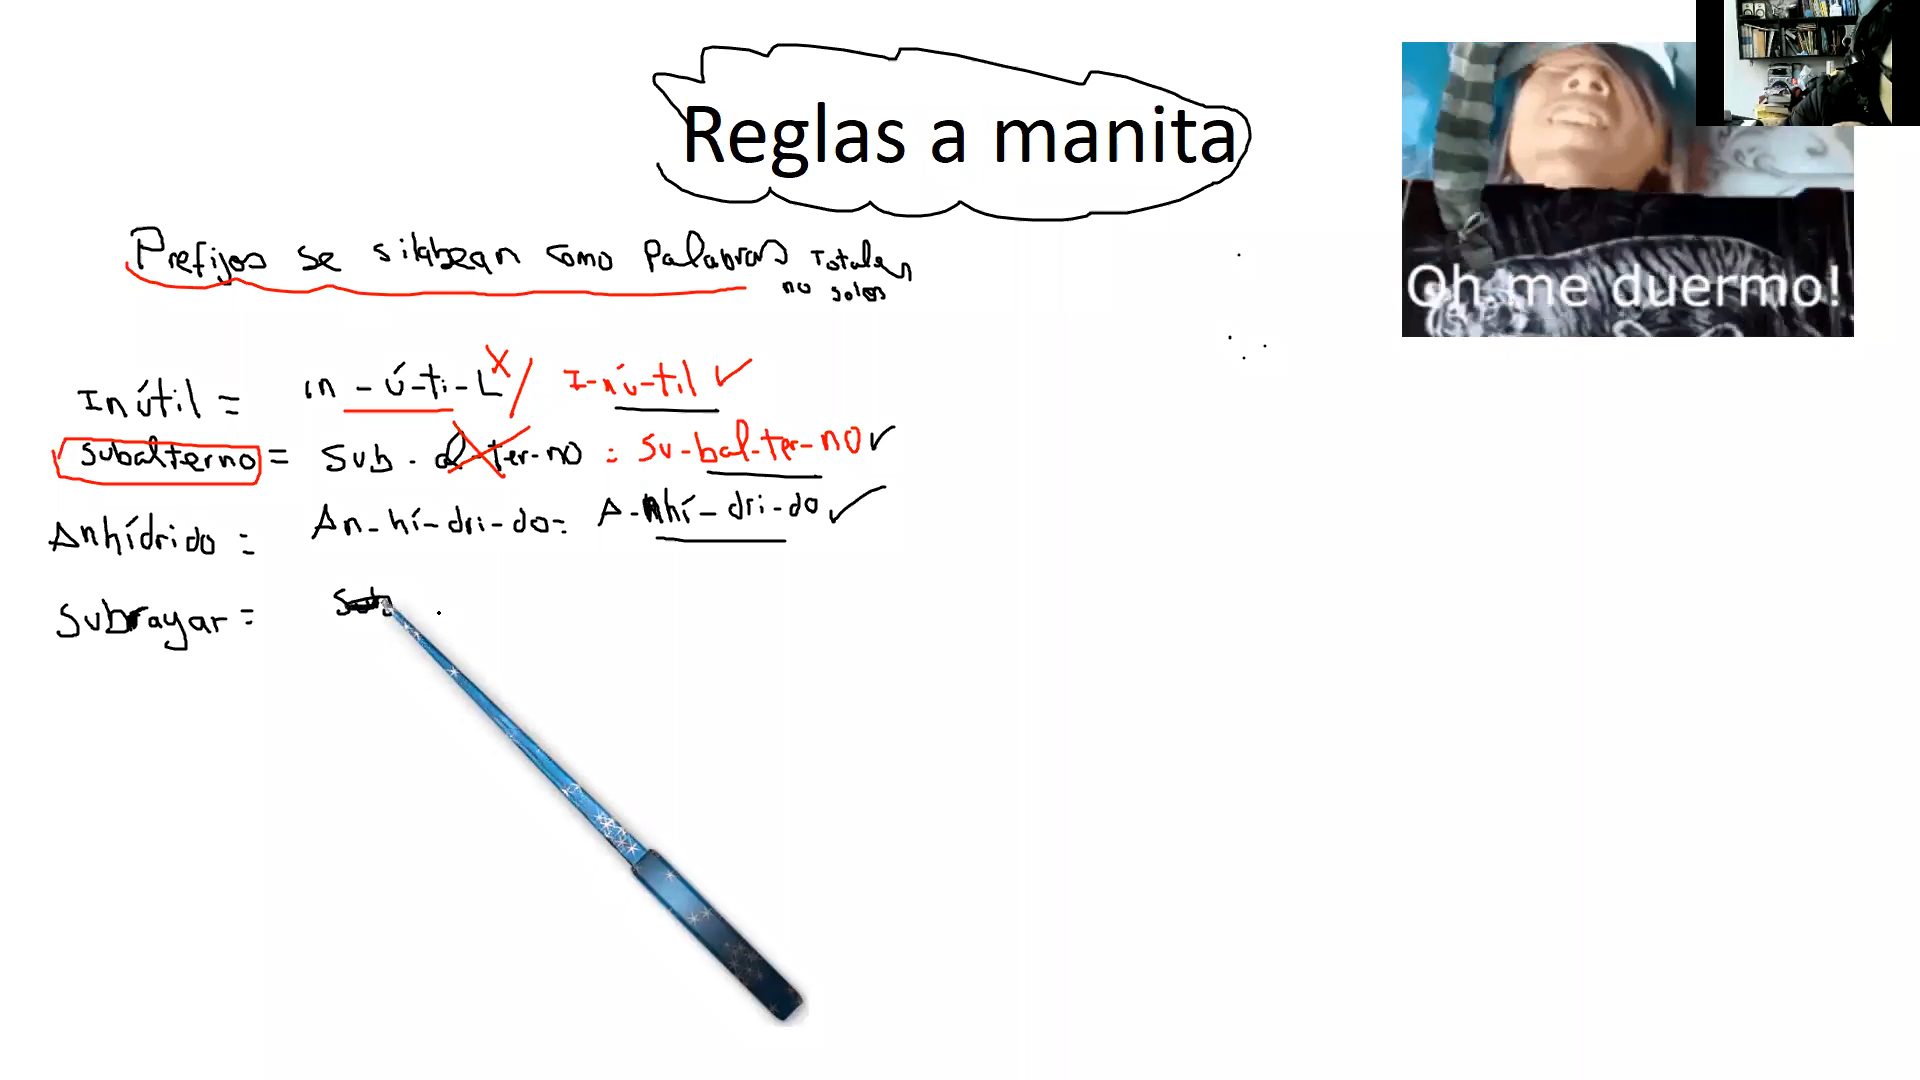 Reglas a manita
Oh me duermo!
Prefijos se silabean como palabras Totales
no solos
Inútil = in - ú - ti - L X / I - nú - til ✓
subalterno = sub - al - ter - no = su - bal - ter - no ✓
Anhídrido = An - hí - dri - do = A - nhí - dri - do ✓
Subrayar =